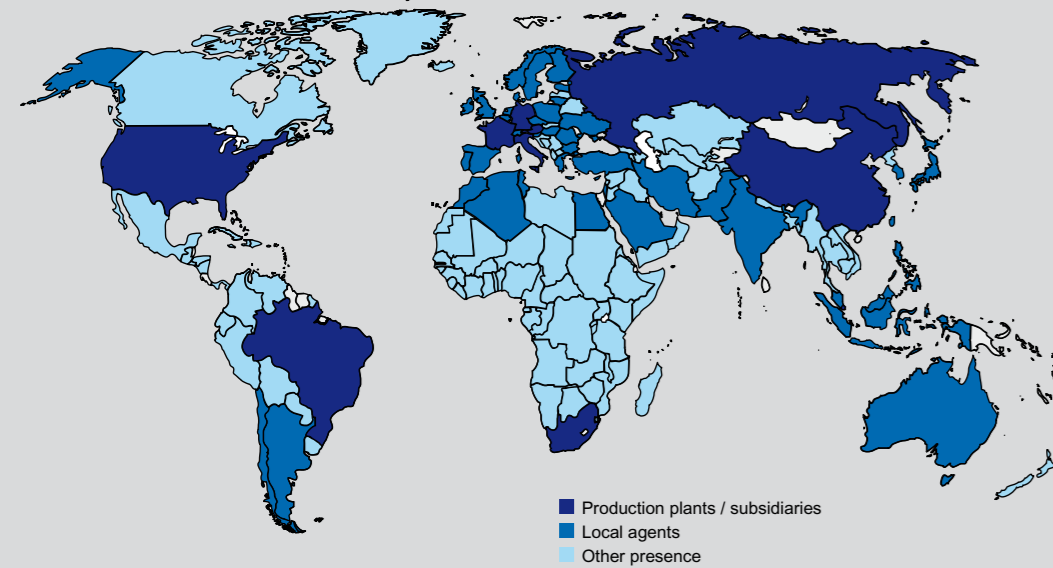 Production plants / subsidiaries
Local agents
Other presence